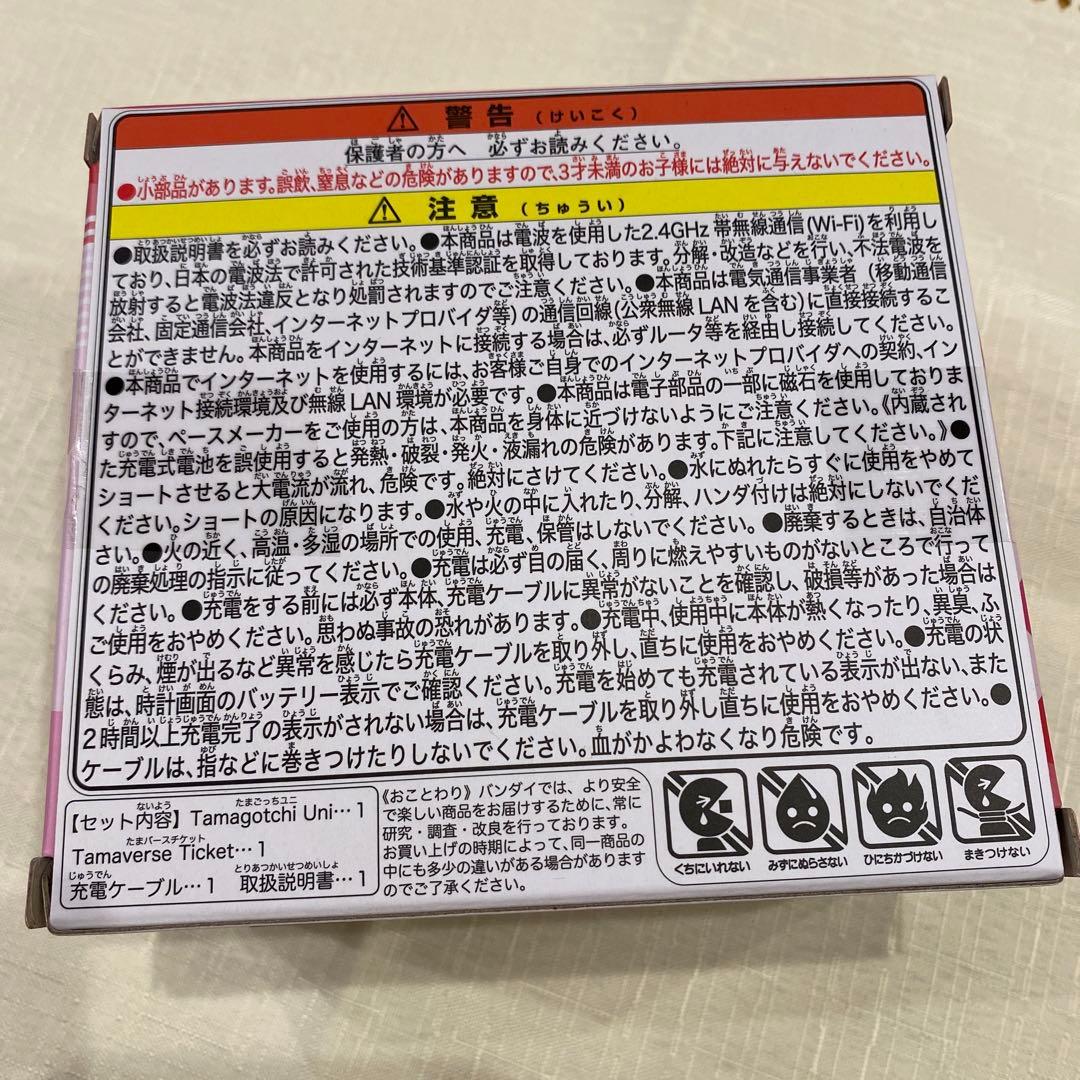 警告（けいこく）
保護者の方へ 必ずお読みください。
●小部品があります。誤飲、窒息などの危険がありますので、3才未満のお子様には絶対に与えないでください。
注意（ちゅうい）
●取扱説明書を必ずお読みください。●本商品は電波を使用した2.4GHz帯無線通信(Wi-Fi)を利用し
ており、日本の電波法で許可された技術基準認証を取得しております。分解・改造などを行い、不法電波を
放射すると電波法違反となり処罰されますのでご注意ください。●本商品は電気通信事業者（移動通信
会社、固定通信会社、インターネットプロバイダ等）の通信回線(公衆無線LANを含む)に直接接続するこ
とができません。本商品をインターネットに接続する場合は、必ずルータ等を経由し接続してください。
●本商品でインターネットを使用するには、お客様ご自身でのインターネットプロバイダへの契約、イン
ターネット接続環境及び無線LAN環境が必要です。●本商品は電子部品の一部に磁石を使用しておりま
すので、ペースメーカーをご使用の方は、本商品を身体に近づけないようにご注意ください。《内蔵され
た充電式電池を誤使用すると発熱・破裂・発火・液漏れの危険があります。下記に注意してください。》●
ショートさせると大電流が流れ、危険です。絶対にさけてください。●水にぬれたらすぐに使用をやめて
ください。ショートの原因になります。●水や火の中に入れたり、分解、ハンダ付けは絶対にしないでくだ
さい。●火の近く、高温・多湿の場所での使用、充電、保管はしないでください。●廃棄するときは、自治体
の廃棄処理の指示に従ってください。●充電は必ず目の届く、周りに燃えやすいものがないところで行って
ください。●充電をする前には必ず本体、充電ケーブルに異常がないことを確認し、破損等があった場合は
ご使用をおやめください。思わぬ事故の恐れがあります。●充電中、使用中に本体が熱くなったり、異臭、ふ
くらみ、煙が出るなど異常を感じたら充電ケーブルを取り外し、直ちに使用をおやめください。●充電の状
態は、時計画面のバッテリー表示でご確認ください。充電を始めても充電されている表示が出ない、また
2時間以上充電完了の表示がされない場合は、充電ケーブルを取り外し直ちに使用をおやめください。●
ケーブルは、指などに巻きつけたりしないでください。血がかよわなくなり危険です。
【セット内容】Tamagotchi Uni…1
Tamaverse Ticket…1
充電ケーブル…1 取扱説明書…1
《おことわり》バンダイでは、より安全
で楽しい商品をお届けするために、常に
研究・調査・改良を行っております。
お買い上げの時期によって、同一商品の
中にも多少の違いがある場合があります
のでご了承ください。
くちにいれない
みずにぬらさない
ひにちかづけない
まきつけない